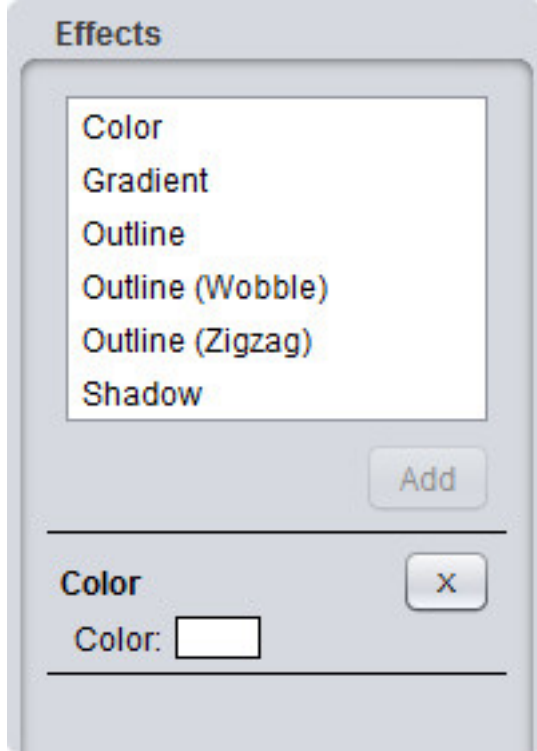 Effects
Color
Gradient
Outline
Outline (Wobble)
Outline (Zigzag)
Shadow
Add
Color X
Color: